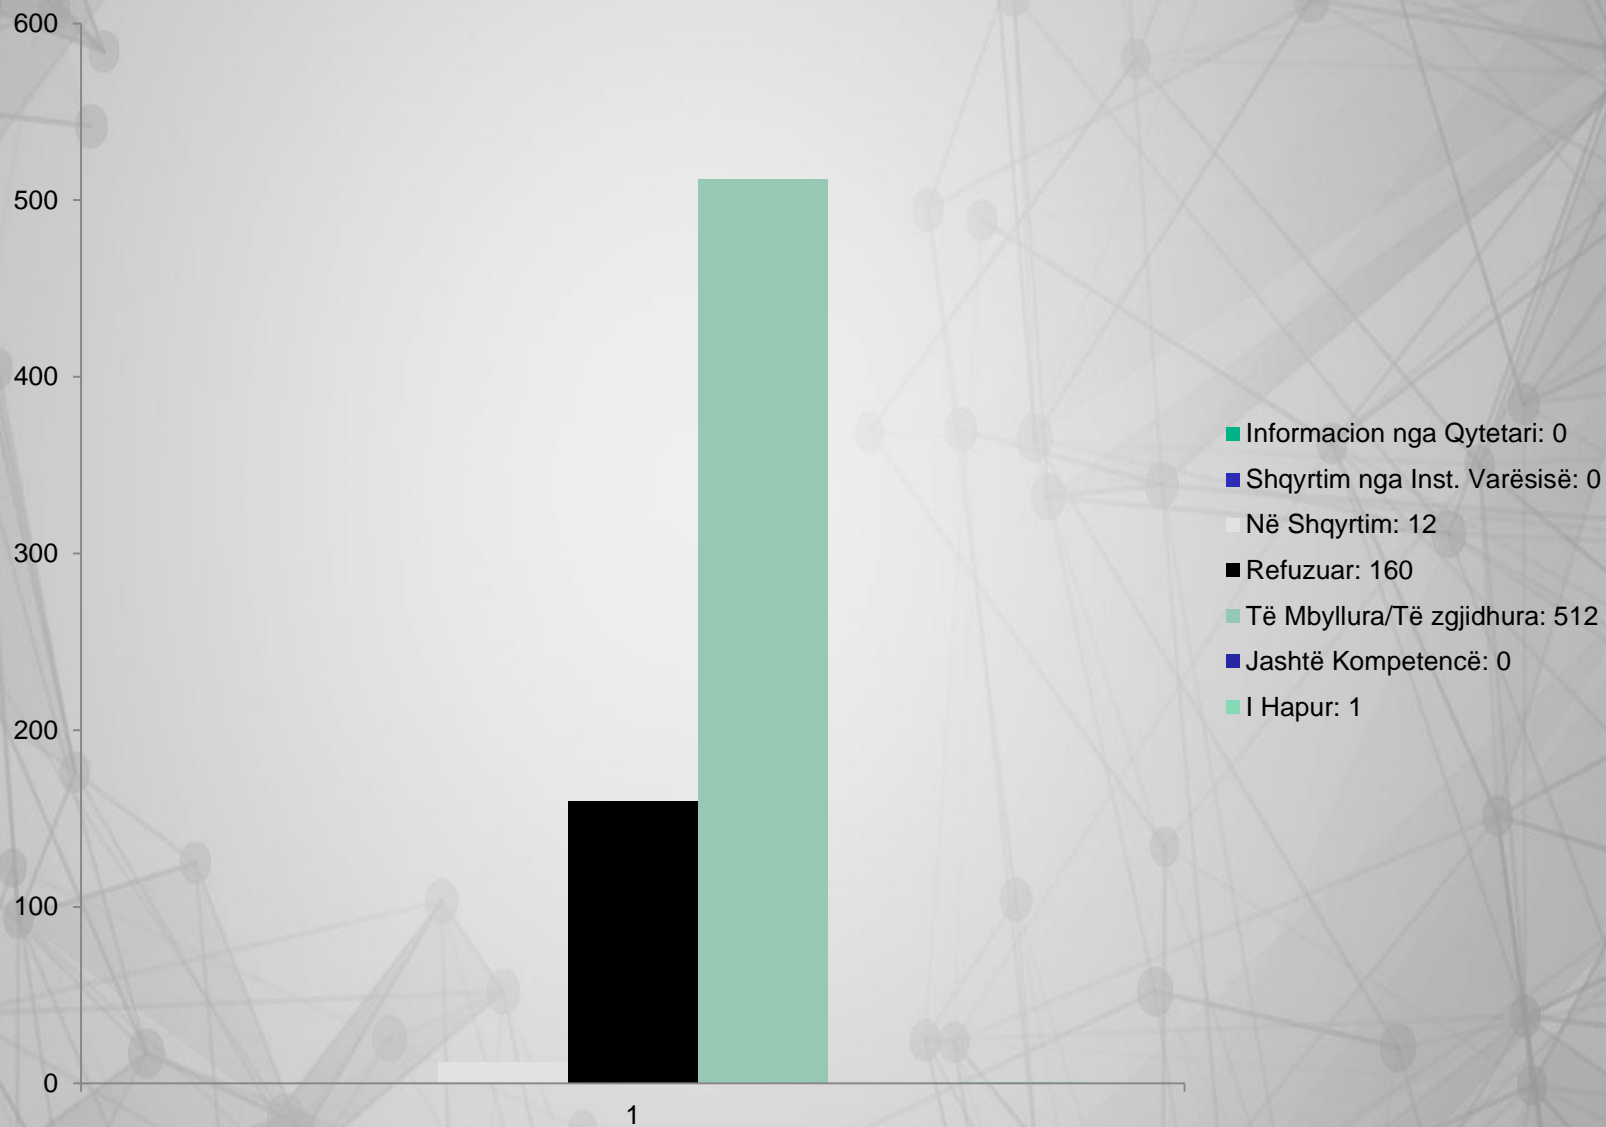 600
500
400
300
200
100
0
1
Informacion nga Qytetari: 0
Shqyrtim nga Inst. Varësisë: 0
Në Shqyrtim: 12
Refuzuar: 160
Të Mbyllura/Të zgjidhura: 512
Jashtë Kompetencë: 0
I Hapur: 1